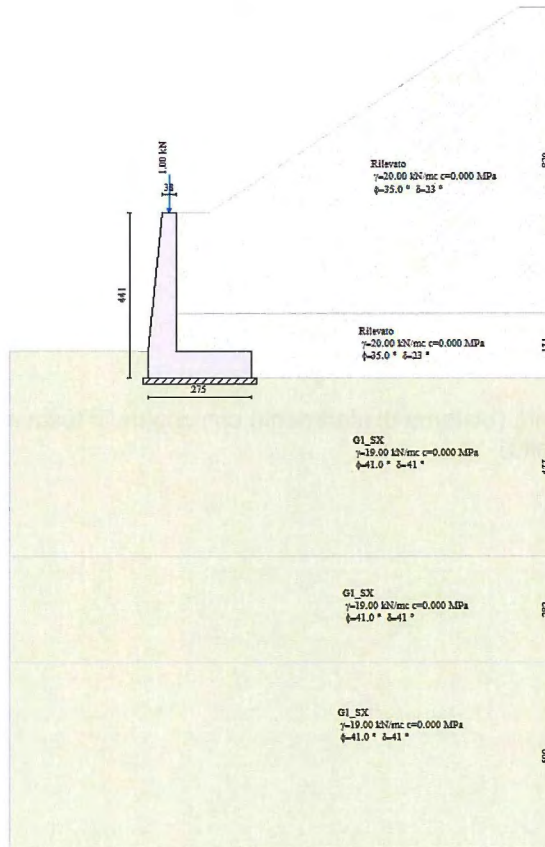 1.00 kN
38
441
275
Rilevato
γ=20.00 kN/mc c=0.000 MPa
ϕ=35.0 ° δ=23 °
Rilevato
γ=20.00 kN/mc c=0.000 MPa
ϕ=35.0 ° δ=23 °
171
G1_SX
γ=19.00 kN/mc c=0.000 MPa
ϕ=41.0 ° δ=41 °
477
G1_SX
γ=19.00 kN/mc c=0.000 MPa
ϕ=41.0 ° δ=41 °
282
G1_SX
γ=19.00 kN/mc c=0.000 MPa
ϕ=41.0 ° δ=41 °